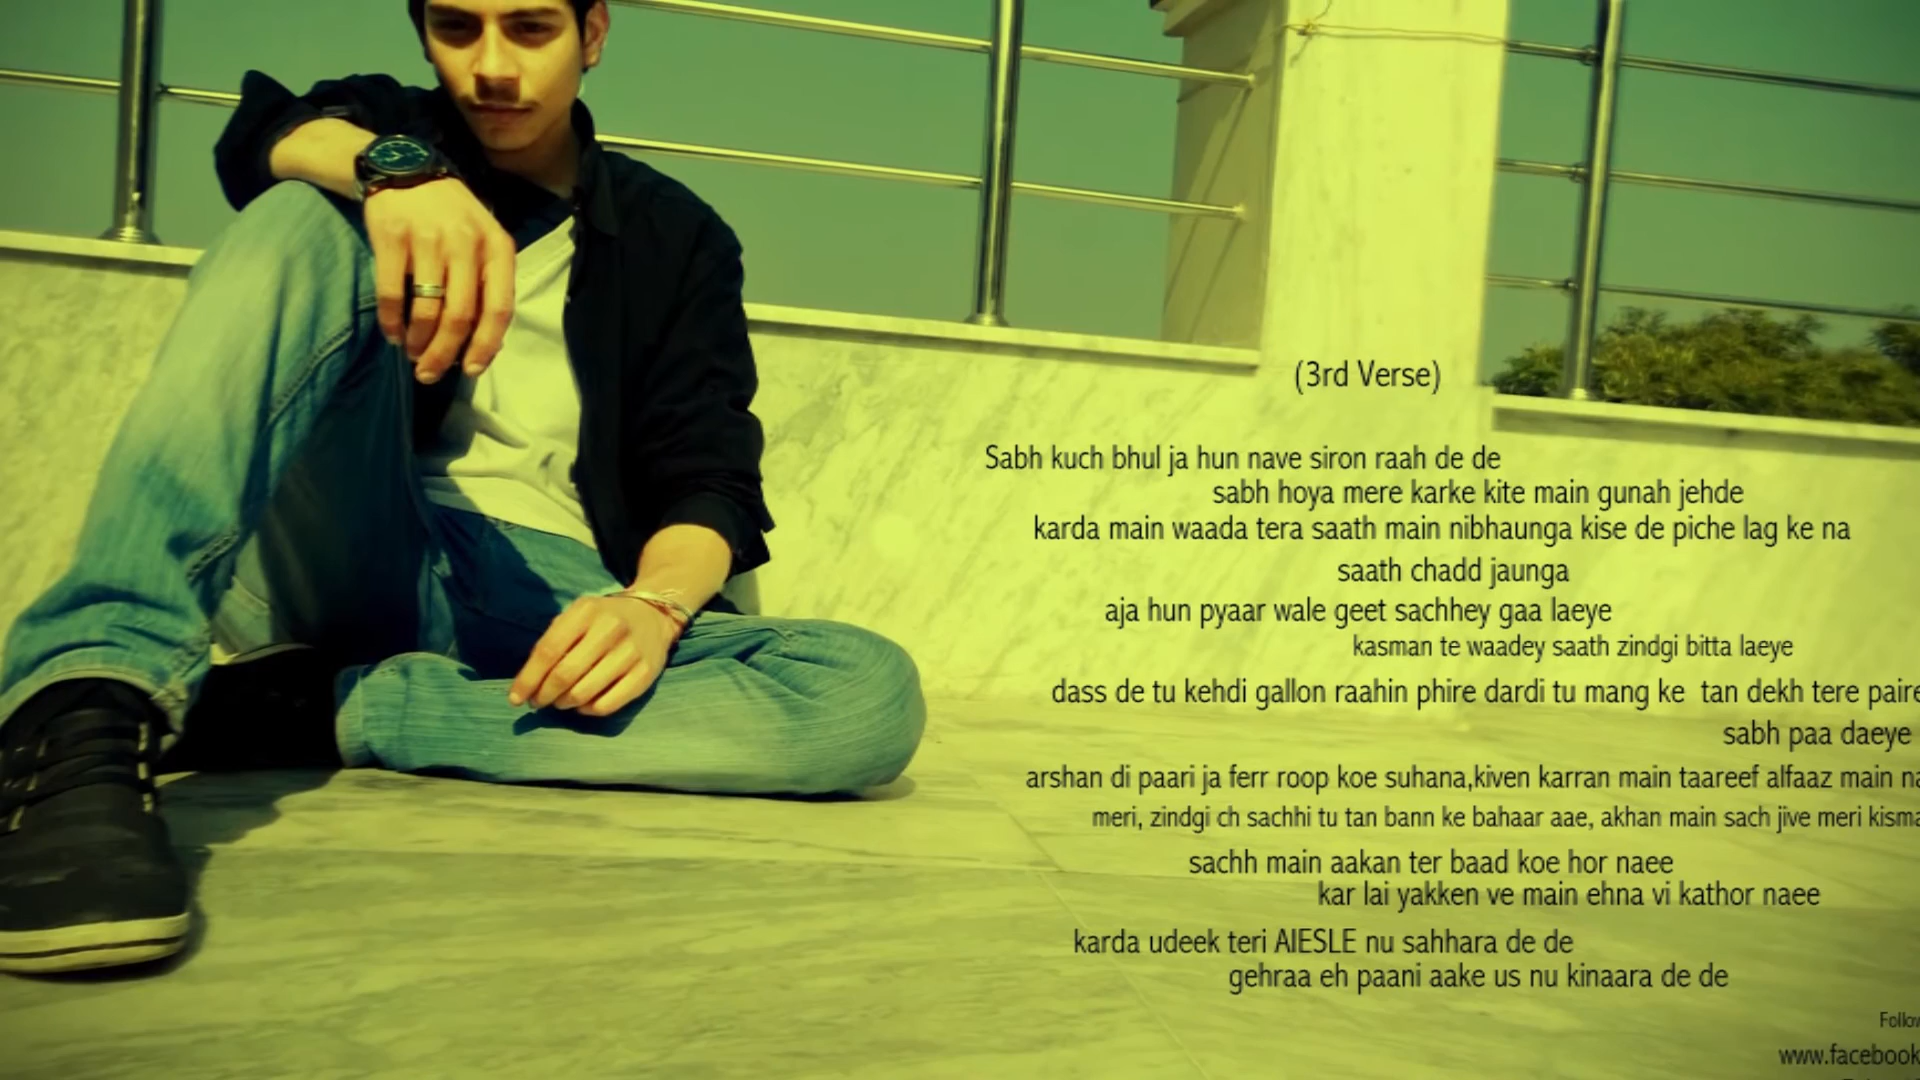 (3rd Verse)
Sabh kuch bhul ja hun nave siron raah de de
sabh hoya mere karke kite main gunah jehde
karda main waada tera saath main nibhaunga kise de piche lag ke na
saath chadd jaunga
aja hun pyaar wale geet sachhey gaa laeye
kasman te waadey saath zindgi bitta laeye
dass de tu kehdi gallon raahin phire dardi tu mang ke tan dekh tere
sabh paa daeye
arshan di paari ja ferr roop koe suhana,kiven karran main taareef alfaaz main
meri, zindgi ch sachhi tu tan bann ke bahaar aae, akhan main sach jive meri
sachh main aakan ter baad koe hor naee
kar lai yakken ve main ehna vi kathor naee
karda udeek teri AIESLE nu sahhara de de
gehraa eh paani aake us nu kinaara de de
www.facebook